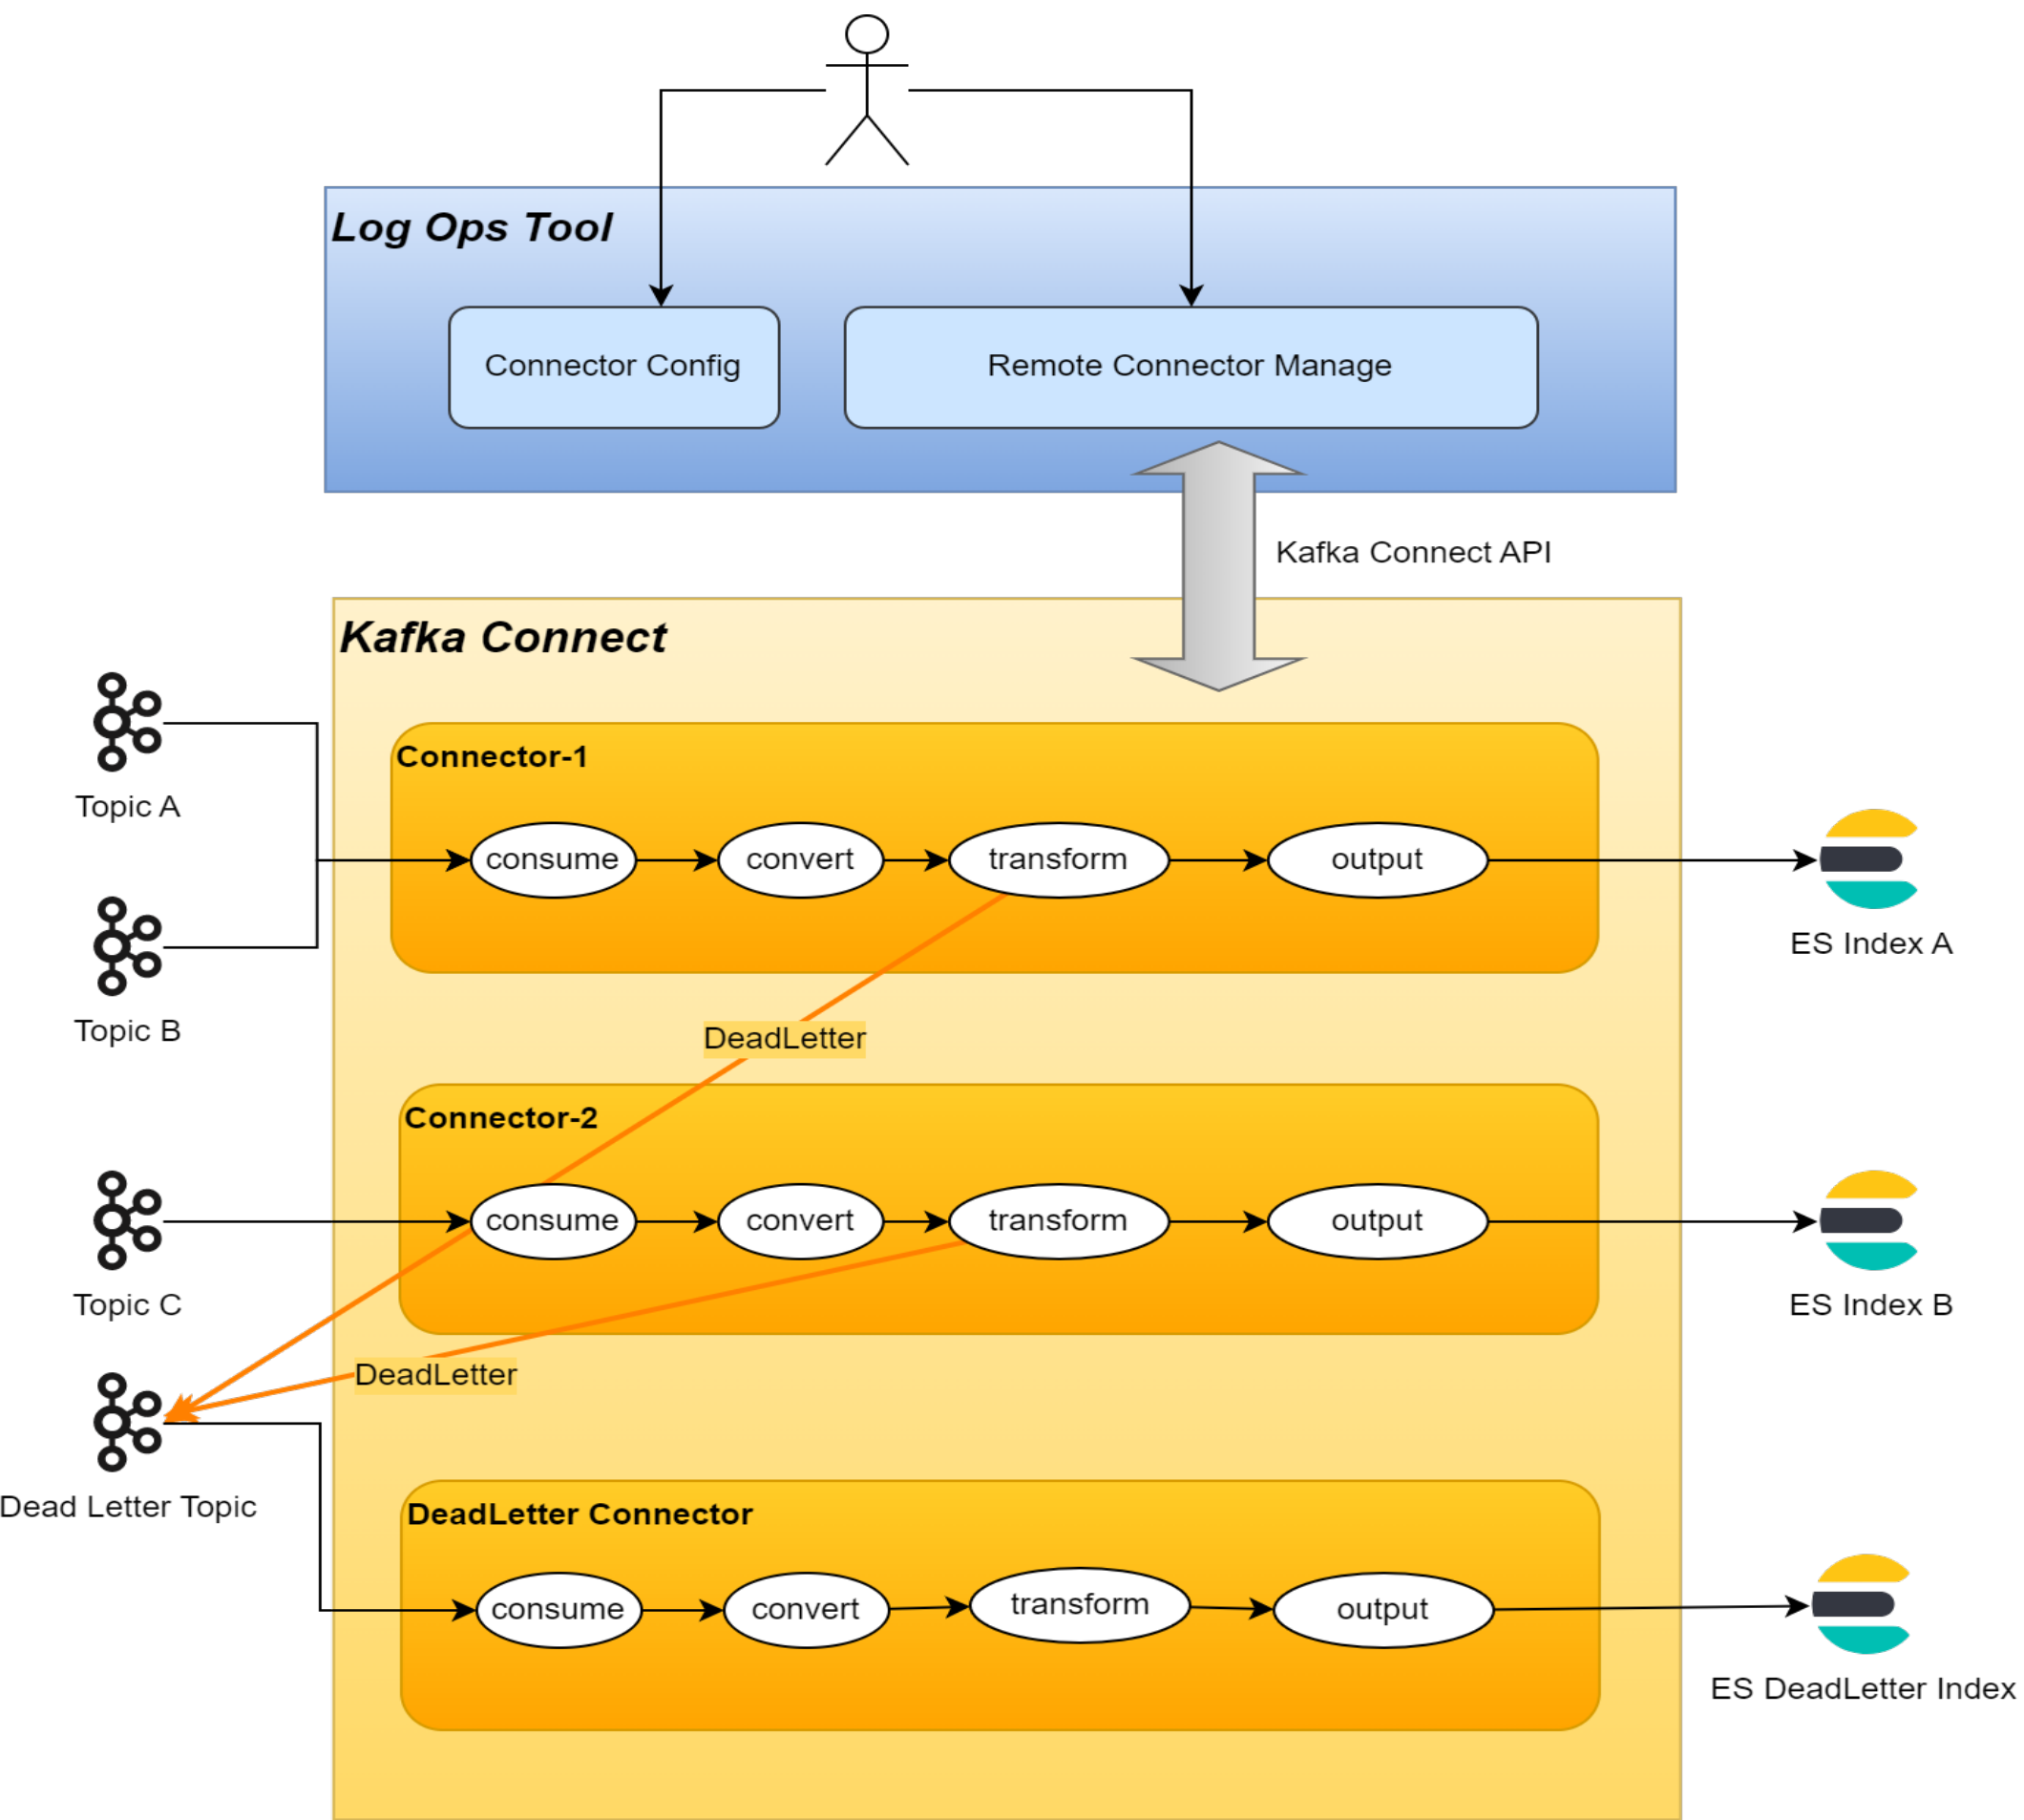 Log Ops Tool
Connector Config
Remote Connector Manage
Kafka Connect API
Kafka Connect
Topic A
Topic B
Connector-1
consume
convert
transform
output
ES Index A
DeadLetter
Connector-2
Topic C
consume
convert
transform
output
ES Index B
DeadLetter
Dead Letter Topic
DeadLetter Connector
consume
convert
transform
output
ES DeadLetter Index